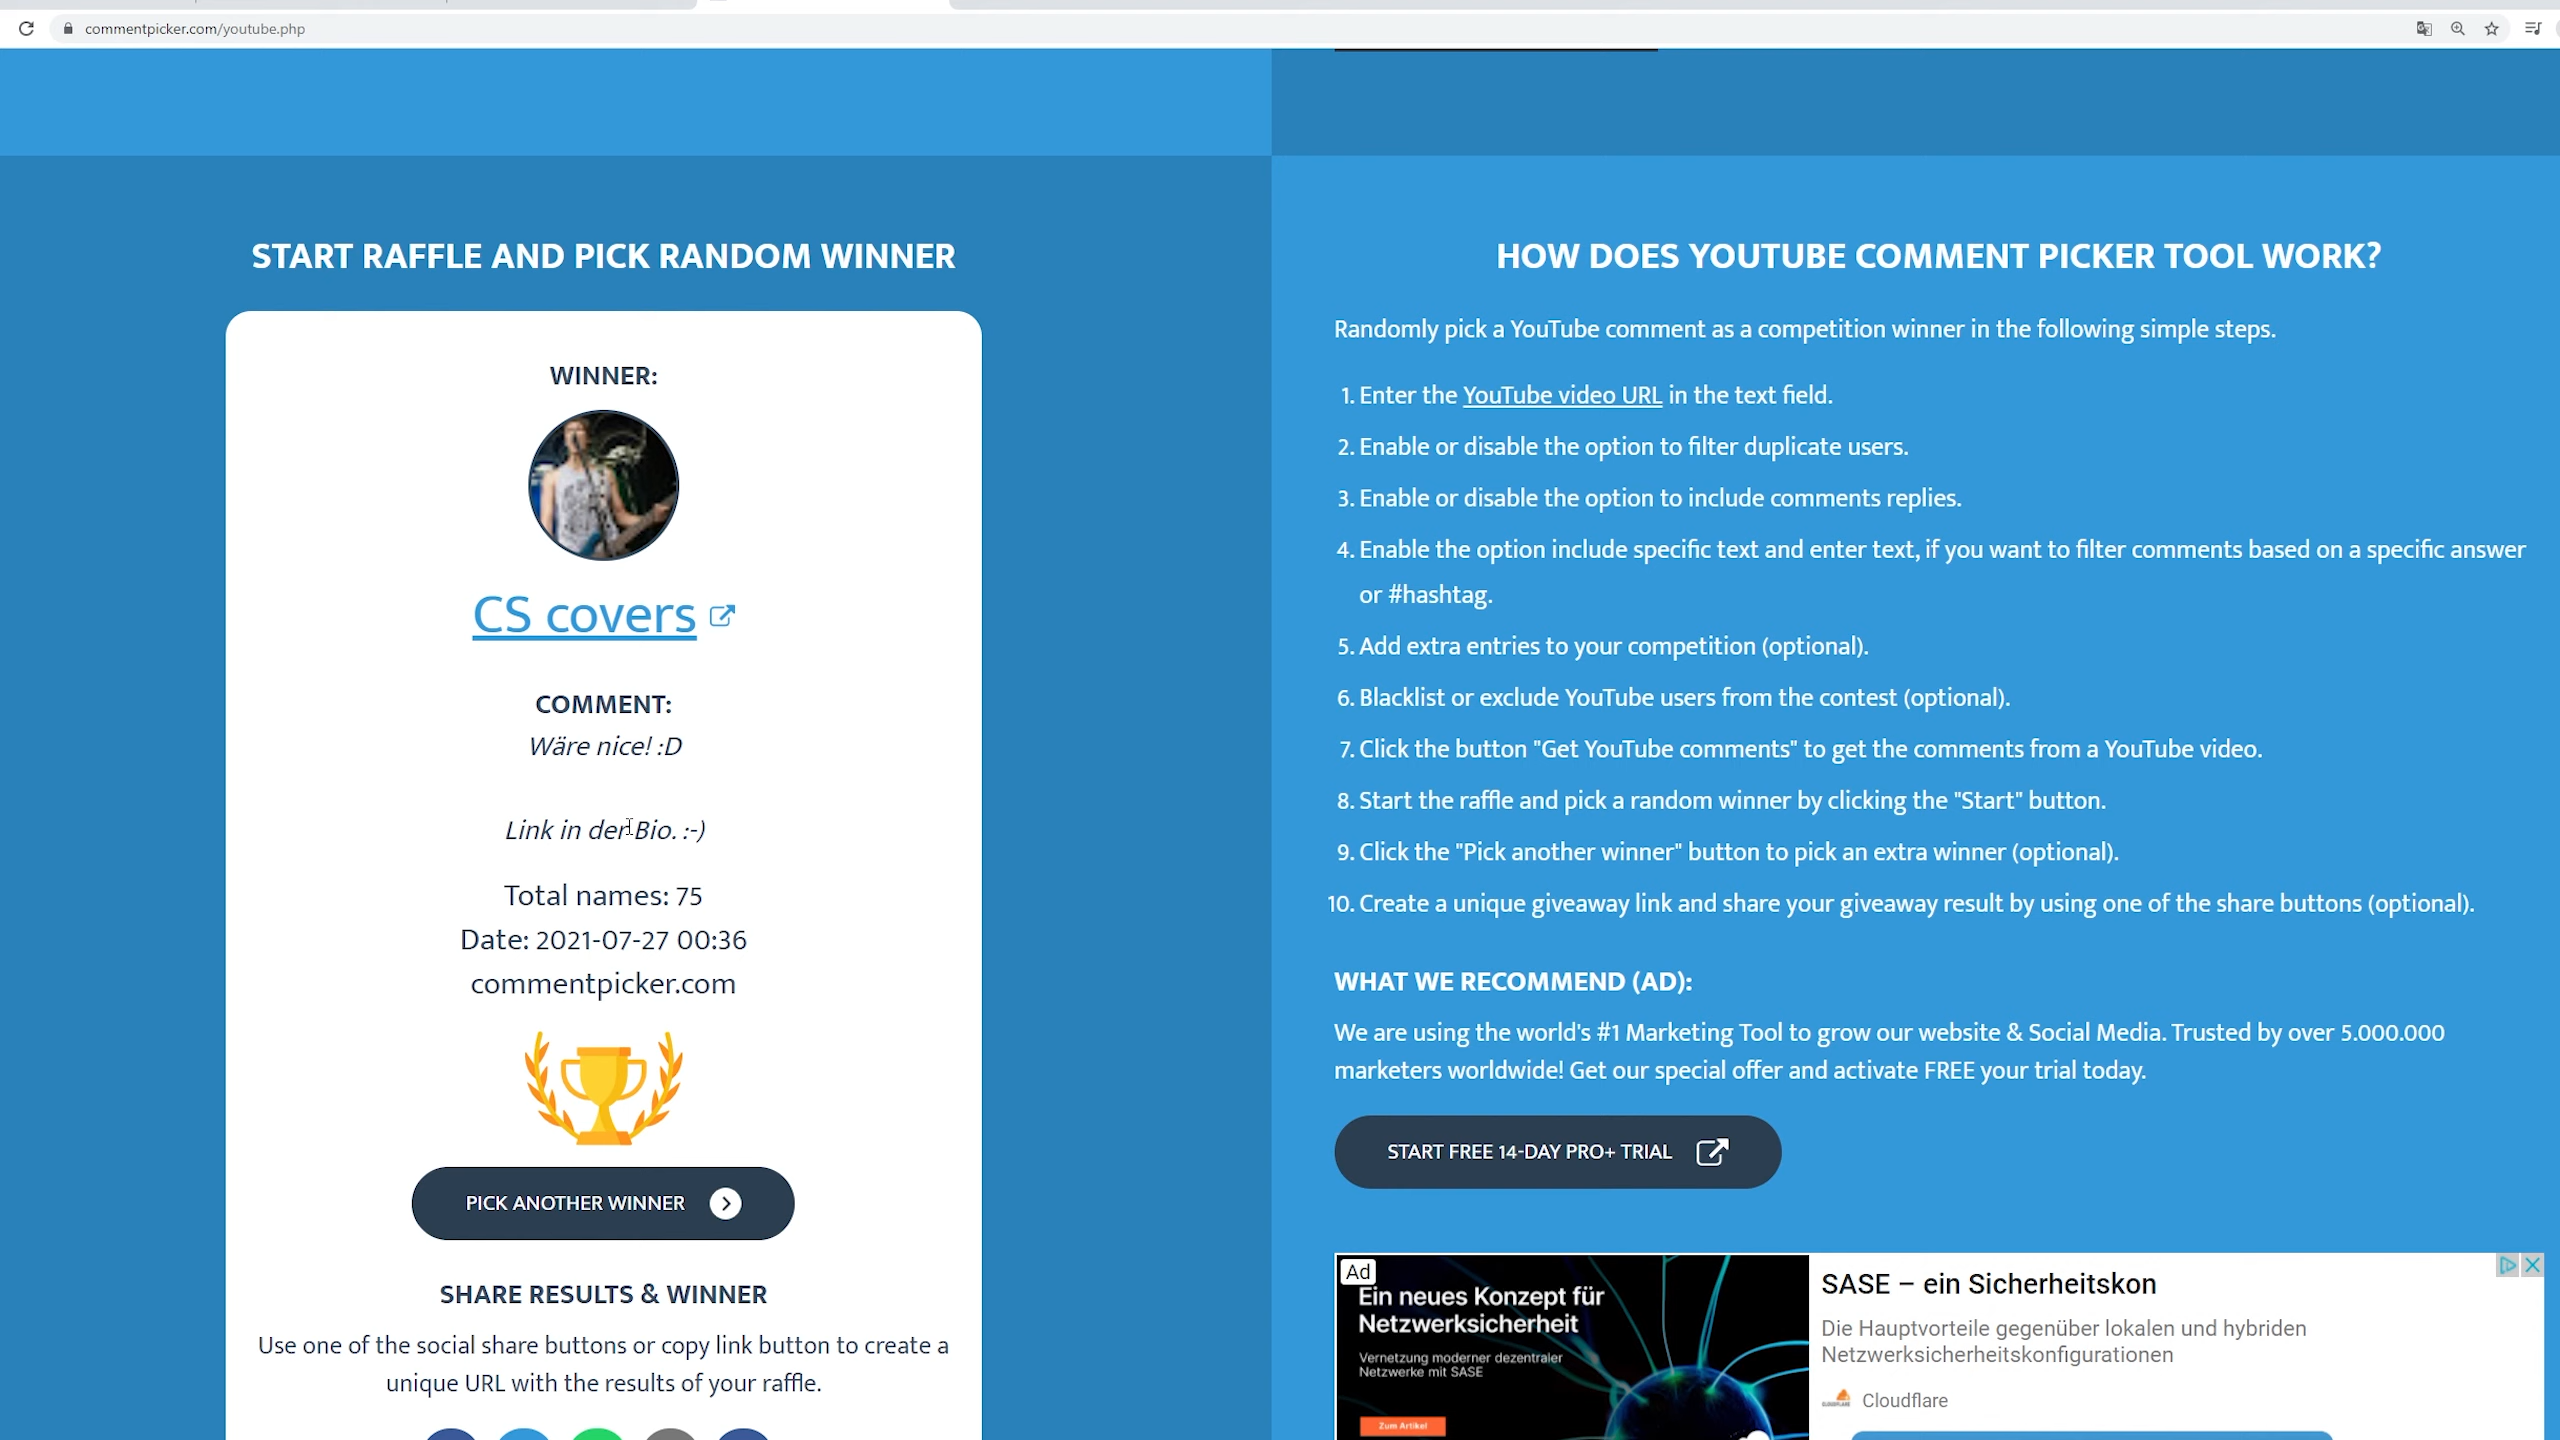 commentpicker.com/youtube.php
START RAFFLE AND PICK RANDOM WINNER
WINNER:
CS covers
COMMENT:
Wäre nice! :D
Link in der Bio. :-)
Total names: 75
Date: 2021-07-27 00:36
commentpicker.com
PICK ANOTHER WINNER
SHARE RESULTS & WINNER
Use one of the social share buttons or copy link button to create a
unique URL with the results of your raffle.
HOW DOES YOUTUBE COMMENT PICKER TOOL WORK?
Randomly pick a YouTube comment as a competition winner in the following simple steps.
1. Enter the YouTube video URL in the text field.
2. Enable or disable the option to filter duplicate users.
3. Enable or disable the option to include comments replies.
4. Enable the option include specific text and enter text, if you want to filter comments based on a specific answer
or #hashtag.
5. Add extra entries to your competition (optional).
6. Blacklist or exclude YouTube users from the contest (optional).
7. Click the button "Get YouTube comments" to get the comments from a YouTube video.
8. Start the raffle and pick a random winner by clicking the "Start" button.
9. Click the "Pick another winner" button to pick an extra winner (optional).
10. Create a unique giveaway link and share your giveaway result by using one of the share buttons (optional).
WHAT WE RECOMMEND (AD):
We are using the world's #1 Marketing Tool to grow our website & Social Media. Trusted by over 5.000.000
marketers worldwide! Get our special offer and activate FREE your trial today.
START FREE 14-DAY PRO+ TRIAL
Ad
Ein neues Konzept für
Netzwerksicherheit
Vernetzung moderner dezentraler
Netzwerke mit SASE
Zum Artikel
SASE – ein Sicherheitskon
Die Hauptvorteile gegenüber lokalen und hybriden
Netzwerksicherheitskonfigurationen
CLOUDFLARE
Cloudflare